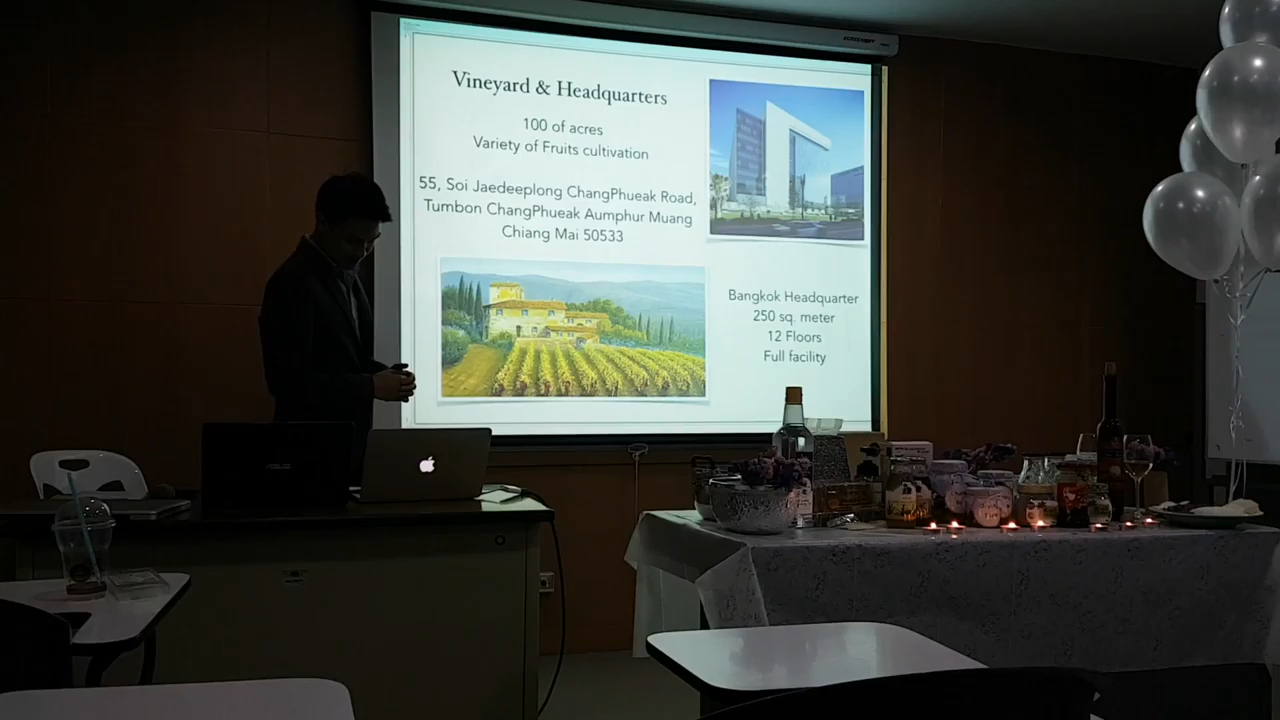 Vineyard & Headquarters
100 of acres
Variety of Fruits cultivation
55, Soi Jaedeeplong ChangPhueak Road,
Tumbon ChangPhueak Aumphur Muang
Chiang Mai 50533
Bangkok Headquarter
250 sq. meter
12 Floors
Full facility